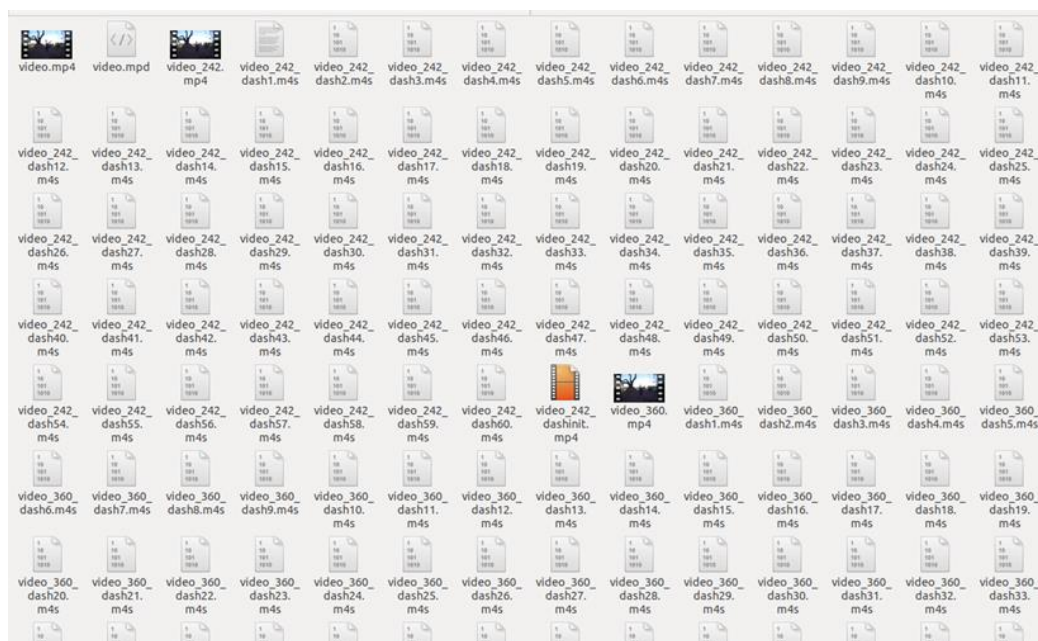 video.mp4 video.mpd video_242. video_242_ video_242_ video_242_ video_242_ video_242_ video_242_ video_242_ video_242_ video_242_ video_242_ video_242_
mp4 dash1.m4s dash2.m4s dash3.m4s dash4.m4s dash5.m4s dash6.m4s dash7.m4s dash8.m4s dash9.m4s dash10. dash11.
m4s m4s
video_242_ video_242_ video_242_ video_242_ video_242_ video_242_ video_242_ video_242_ video_242_ video_242_ video_242_ video_242_ video_242_ video_242_
dash12. dash13. dash14. dash15. dash16. dash17. dash18. dash19. dash20. dash21. dash22. dash23. dash24. dash25.
m4s m4s m4s m4s m4s m4s m4s m4s m4s m4s m4s m4s m4s m4s
video_242_ video_242_ video_242_ video_242_ video_242_ video_242_ video_242_ video_242_ video_242_ video_242_ video_242_ video_242_ video_242_ video_242_
dash26. dash27. dash28. dash29. dash30. dash31. dash32. dash33. dash34. dash35. dash36. dash37. dash38. dash39.
m4s m4s m4s m4s m4s m4s m4s m4s m4s m4s m4s m4s m4s m4s
video_242_ video_242_ video_242_ video_242_ video_242_ video_242_ video_242_ video_242_ video_242_ video_242_ video_242_ video_242_ video_242_ video_242_
dash40. dash41. dash42. dash43. dash44. dash45. dash46. dash47. dash48. dash49. dash50. dash51. dash52. dash53.
m4s m4s m4s m4s m4s m4s m4s m4s m4s m4s m4s m4s m4s m4s
video_242_ video_242_ video_242_ video_242_ video_242_ video_242_ video_242_ video_242_ video_360. video_360_ video_360_ video_360_ video_360_ video_360_
dash54. dash55. dash56. dash57. dash58. dash59. dash60. dashinit. mp4 dash1.m4s dash2.m4s dash3.m4s dash4.m4s dash5.m4s
m4s m4s m4s m4s m4s m4s m4s mp4
video_360_ video_360_ video_360_ video_360_ video_360_ video_360_ video_360_ video_360_ video_360_ video_360_ video_360_ video_360_ video_360_ video_360_
dash6.m4s dash7.m4s dash8.m4s dash9.m4s dash10. dash11. dash12. dash13. dash14. dash15. dash16. dash17. dash18. dash19.
m4s m4s m4s m4s m4s m4s m4s m4s m4s m4s
video_360_ video_360_ video_360_ video_360_ video_360_ video_360_ video_360_ video_360_ video_360_ video_360_ video_360_ video_360_ video_360_ video_360_
dash20. dash21. dash22. dash23. dash24. dash25. dash26. dash27. dash28. dash29. dash30. dash31. dash32. dash33.
m4s m4s m4s m4s m4s m4s m4s m4s m4s m4s m4s m4s m4s m4s